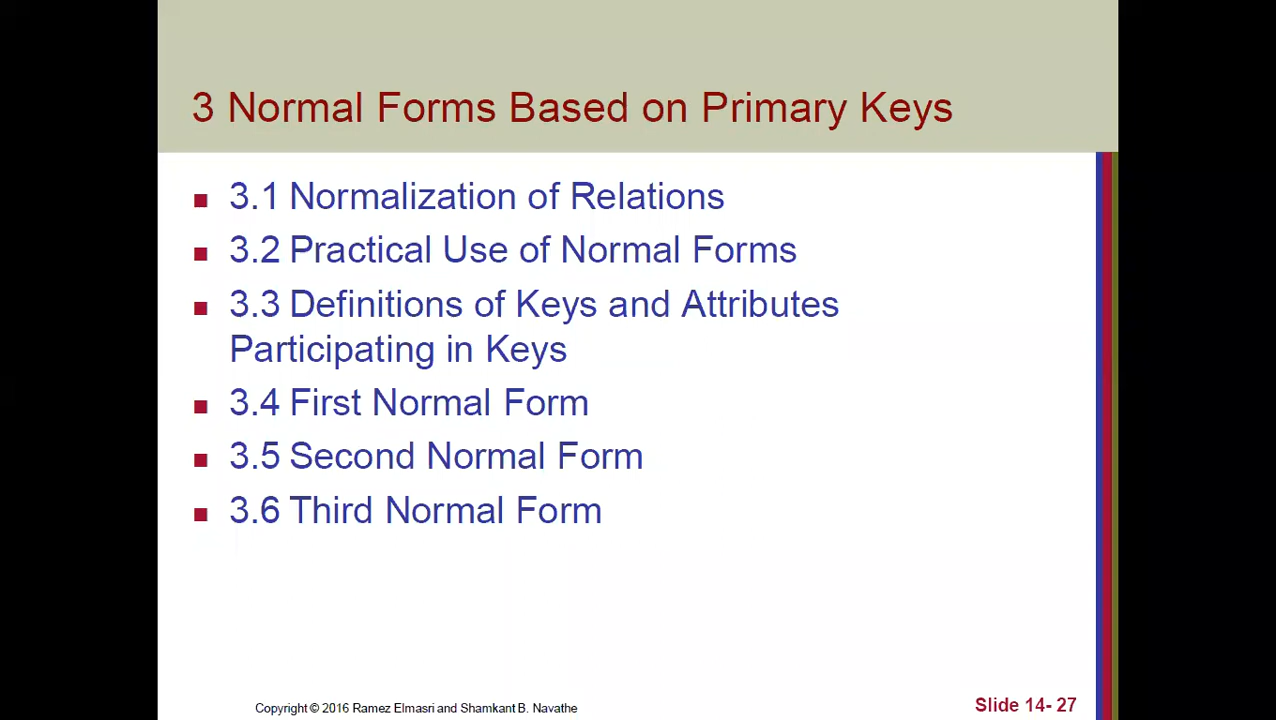 3 Normal Forms Based on Primary Keys
3.1 Normalization of Relations
3.2 Practical Use of Normal Forms
3.3 Definitions of Keys and Attributes
Participating in Keys
3.4 First Normal Form
3.5 Second Normal Form
3.6 Third Normal Form
Copyright © 2016 Ramez Elmasri and Shamkant B. Navathe
Slide 14- 27